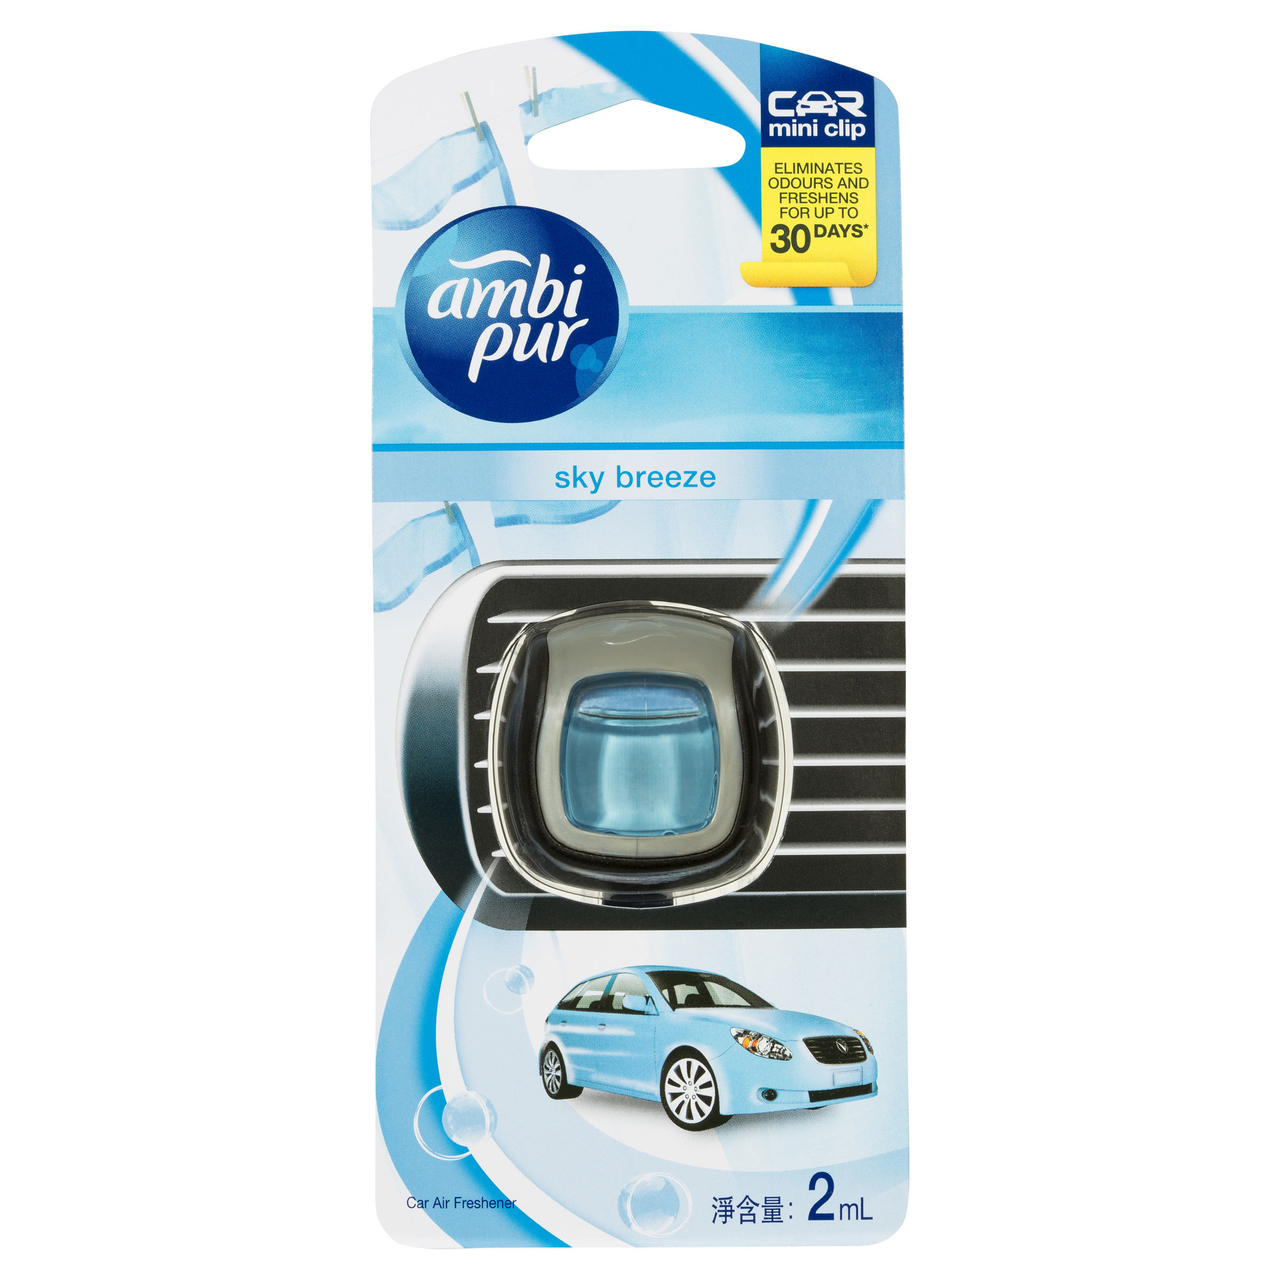 CAR
mini clip
ELIMINATES
ODOURS AND
FRESHENS
FOR UP TO
30 DAYS*
ambi
pur
sky breeze
Car Air Freshener
淨含量: 2mL